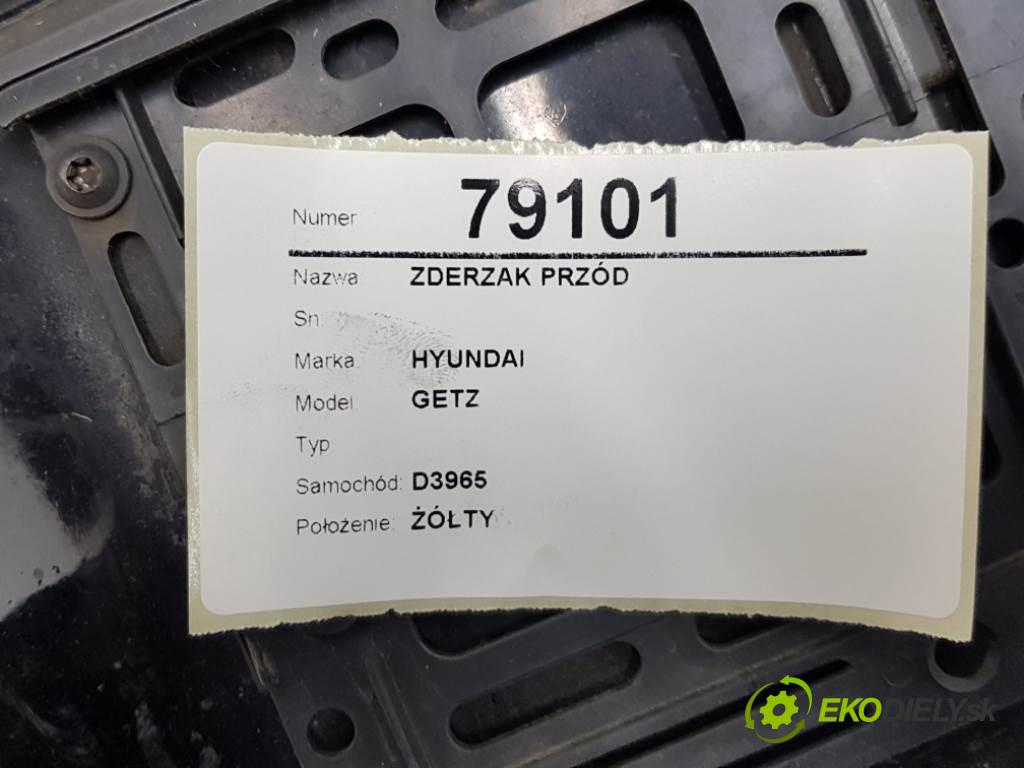 Numer 79101
Nazwa ZDERZAK PRZÓD
Sn
Marka HYUNDAI
Model: GETZ
Typ
Samochód: D3965
Położenie: ŻÓŁTY
EKODIELY.sk